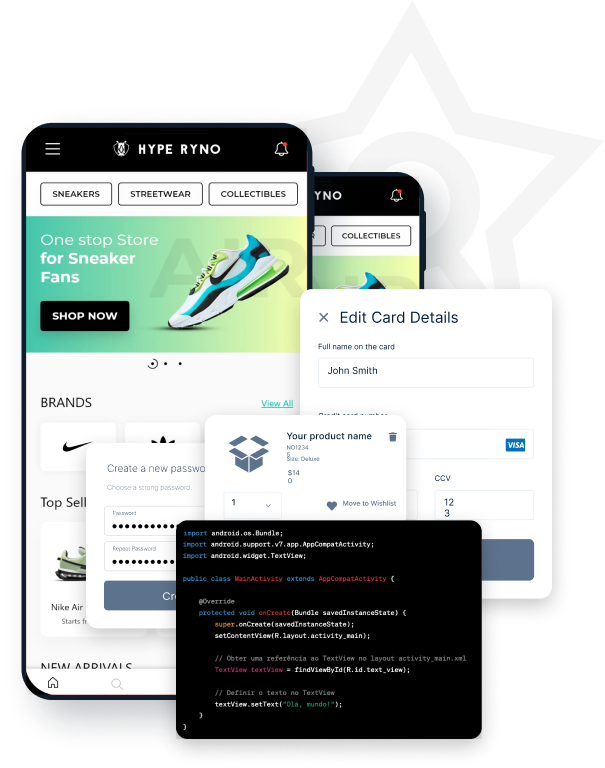 HYPE RYNO
SNEAKERS
STREETWEAR
COLLECTIBLES
One stop Store
for Sneaker
Fans
AIR
SHOP NOW
BRANDS
View All
Top Sell
Nike Air
Starts f
NEW ARRIVALS
YNO
COLLECTIBLES
Edit Card Details
Full name on the card
John Smith
Credit card number
VISA
CCV
12
3
Your product name
NO1234
5
Size: Deluxe
$14
0
1
Move to Wishlist
Create a new passwo
Choose a strong password.
Password
Repeat Password
Cr
import android.os.Bundle;
import android.support.v7.app.AppCompatActivity;
import android.widget.TextView;
public class MainActivity extends AppCompatActivity {
@Override
protected void onCreate(Bundle savedInstanceState) {
super.onCreate(savedInstanceState);
setContentView(R.layout.activity_main);
// Obter uma referência ao TextView no layout activity_main.xml
TextView textView = findViewById(R.id.text_view);
// Definir o texto no TextView
textView.setText("Olá, mundo!");
}
}